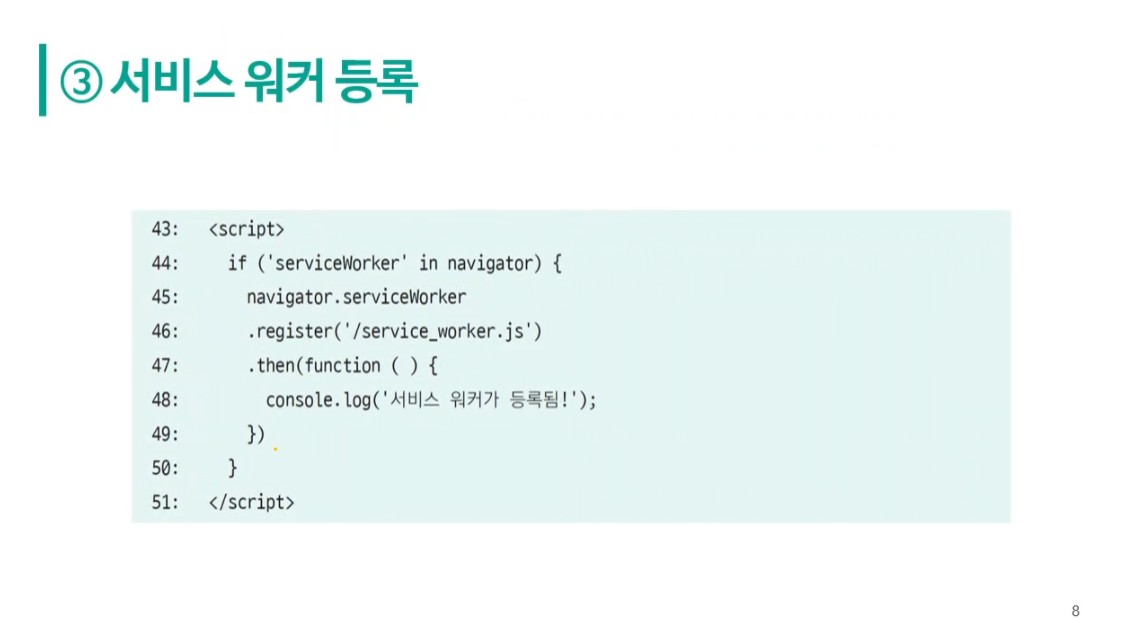 ③ 서비스 워커 등록
43: <script>
44: if ('serviceWorker' in navigator) {
45: navigator.serviceWorker
46: .register('/service_worker.js')
47: .then(function ( ) {
48: console.log('서비스 워커가 등록됨!');
49: })
50: }
51: </script>
8